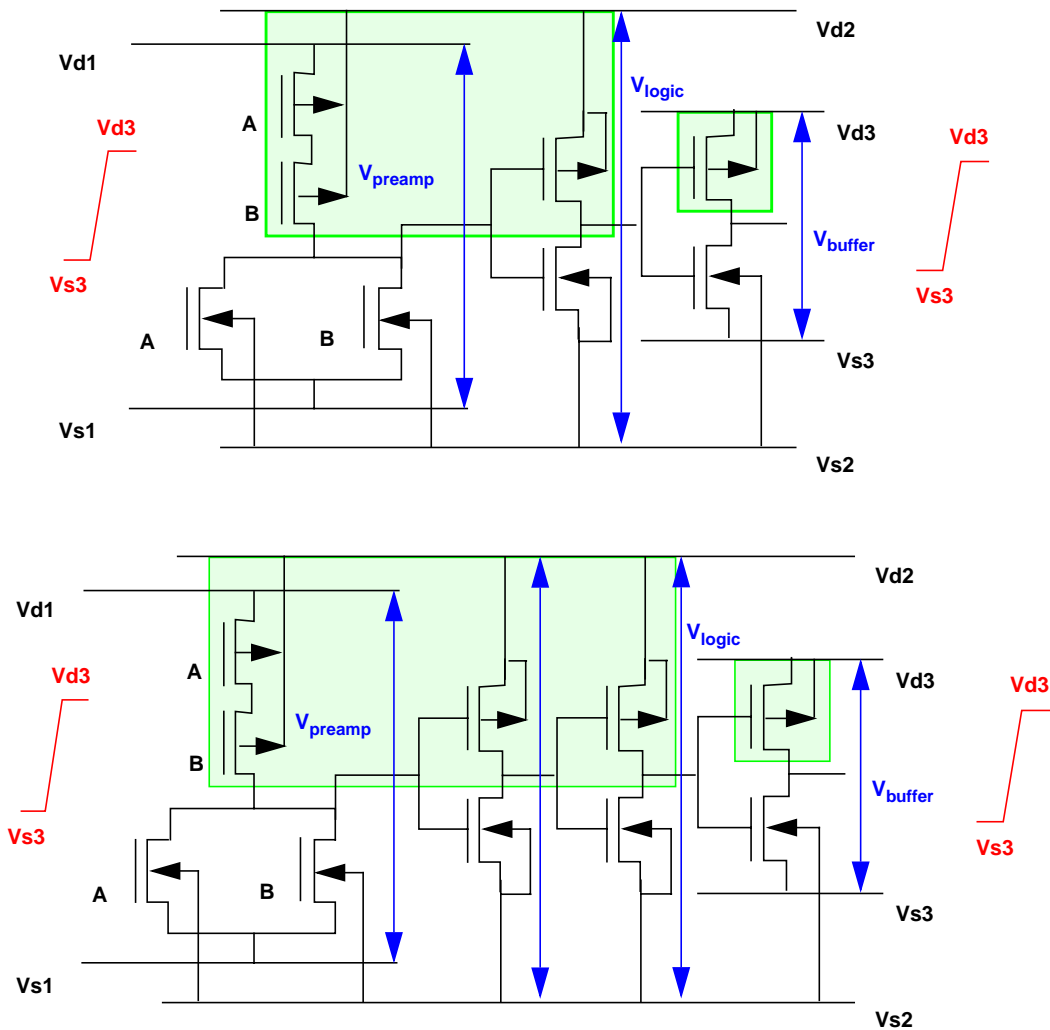 Vd2
Vd1
Vlogic
Vd3
A
Vd3
Vd3
Vpreamp
B
Vbuffer
Vs3
Vs3
A
B
Vs3
Vs1
Vs2
Vd2
Vd1
Vlogic
Vd3
A
Vd3
Vd3
Vpreamp
B
Vbuffer
Vs3
Vs3
A
B
Vs3
Vs1
Vs2